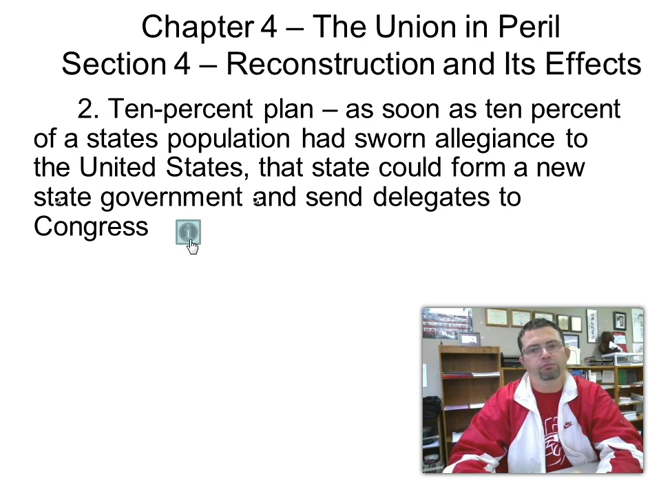 Chapter 4 – The Union in Peril
Section 4 – Reconstruction and Its Effects
2. Ten-percent plan – as soon as ten percent
of a states population had sworn allegiance to
the United States, that state could form a new
state government and send delegates to
Congress